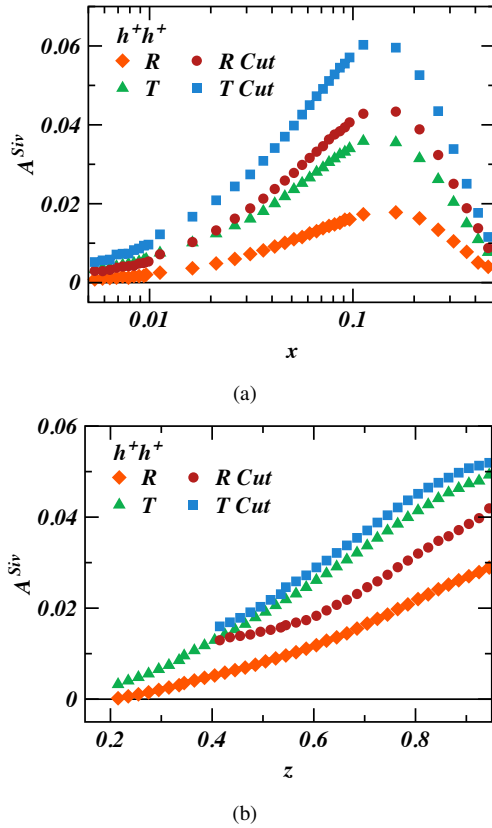 0.06
h⁺h⁺
R
R Cut
T
T Cut
0.04
A^Siv
0.02
0
0.01
0.1
x
(a)
0.06
h⁺h⁺
R
R Cut
T
T Cut
0.04
A^Siv
0.02
0
0.2
0.4
0.6
0.8
z
(b)